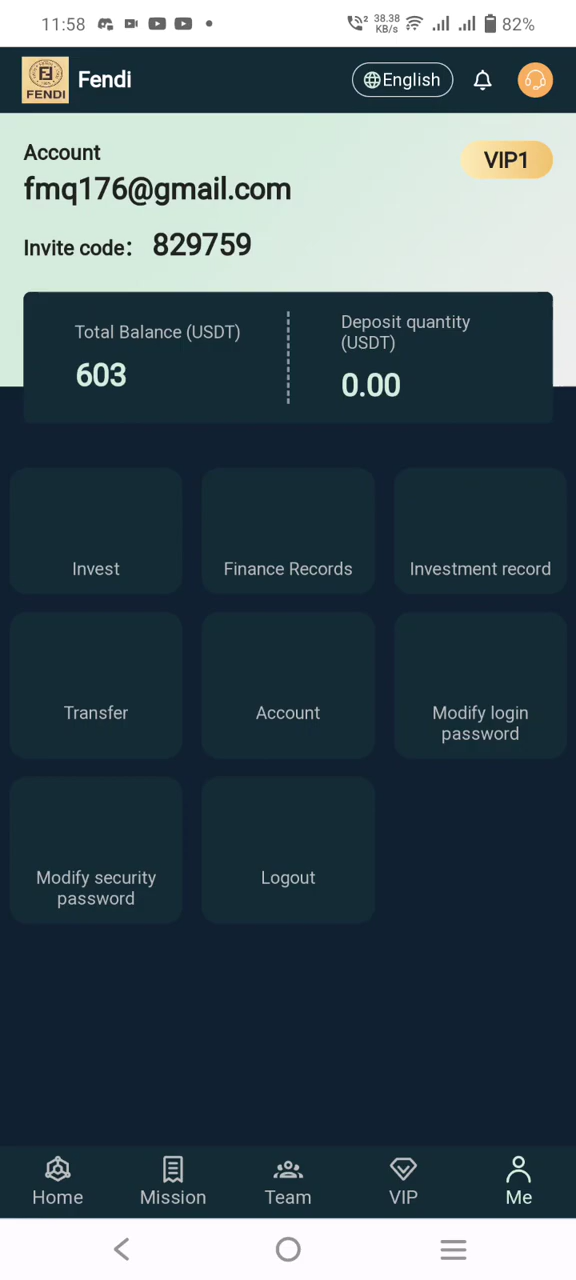 11:58
2
38.38
KB/s
82%
FENDI
Fendi
English
Account
VIP1
fmq176@gmail.com
Invite code: 829759
Total Balance (USDT)
603
Deposit quantity
(USDT)
0.00
Invest
Finance Records
Investment record
Transfer
Account
Modify login
password
Modify security
password
Logout
Home
Mission
Team
VIP
Me